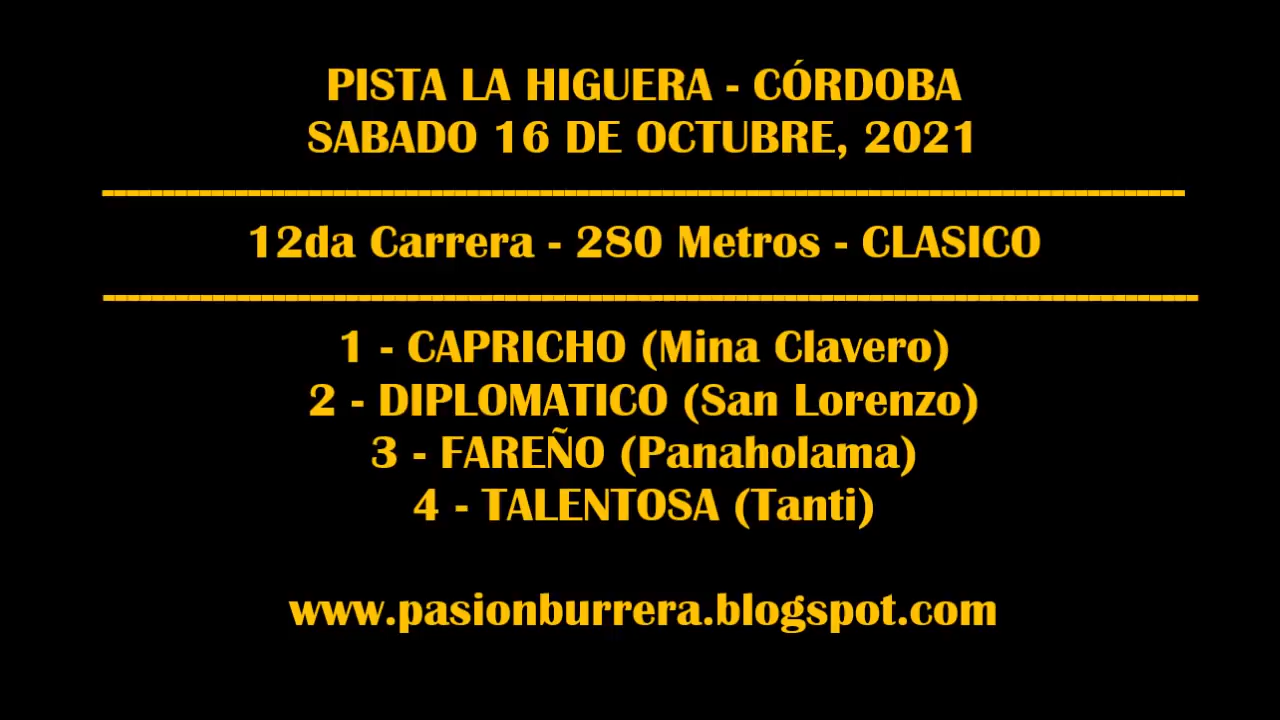 PISTA LA HIGUERA - CÓRDOBA
SABADO 16 DE OCTUBRE, 2021
12da Carrera - 280 Metros - CLASICO
1 - CAPRICHO (Mina Clavero)
2 - DIPLOMATICO (San Lorenzo)
3 - FAREÑO (Panaholama)
4 - TALENTOSA (Tanti)
www.pasionburrera.blogspot.com